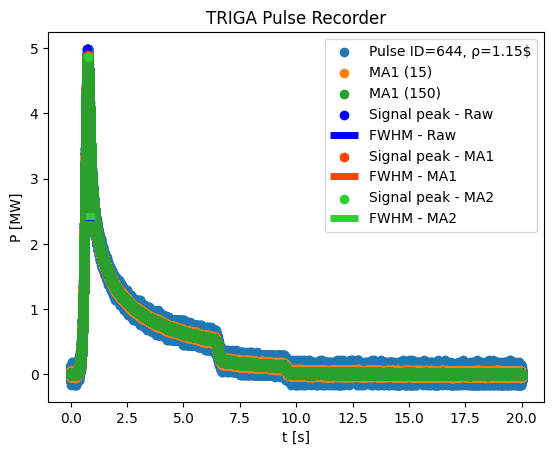 TRIGA Pulse Recorder
Pulse ID=644, ρ=1.15$
MA1 (15)
MA1 (150)
Signal peak - Raw
FWHM - Raw
Signal peak - MA1
FWHM - MA1
Signal peak - MA2
FWHM - MA2
P [MW]
5
4
3
2
1
0
0.0 2.5 5.0 7.5 10.0 12.5 15.0 17.5 20.0
t [s]